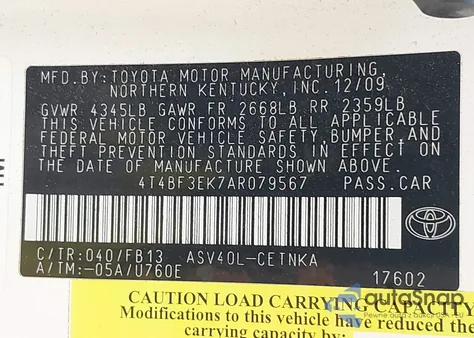 MFD.BY:TOYOTA MOTOR MANUFACTURING,
NORTHERN KENTUCKY,INC.12/09
GVWR 4345LB GAWR FR 2668LB RR 2359LB
THIS VEHICLE CONFORMS TO ALL APPLICABLE
FEDERAL MOTOR VEHICLE SAFETY,BUMPER,AND
THEFT PREVENTION STANDARDS IN EFFECT ON
THE DATE OF MANUFACTURE SHOWN ABOVE.
4T4BF3EK7AR079567 PASS.CAR
TOYOTA
C/TR:040/FB13 ASV40L-CETNKA
A/TM:-05A/U760E
17602
CAUTION LOAD CARRYING CAPACITY
Modifications to this vehicle have reduced the
carrying capacity by:
autosnap